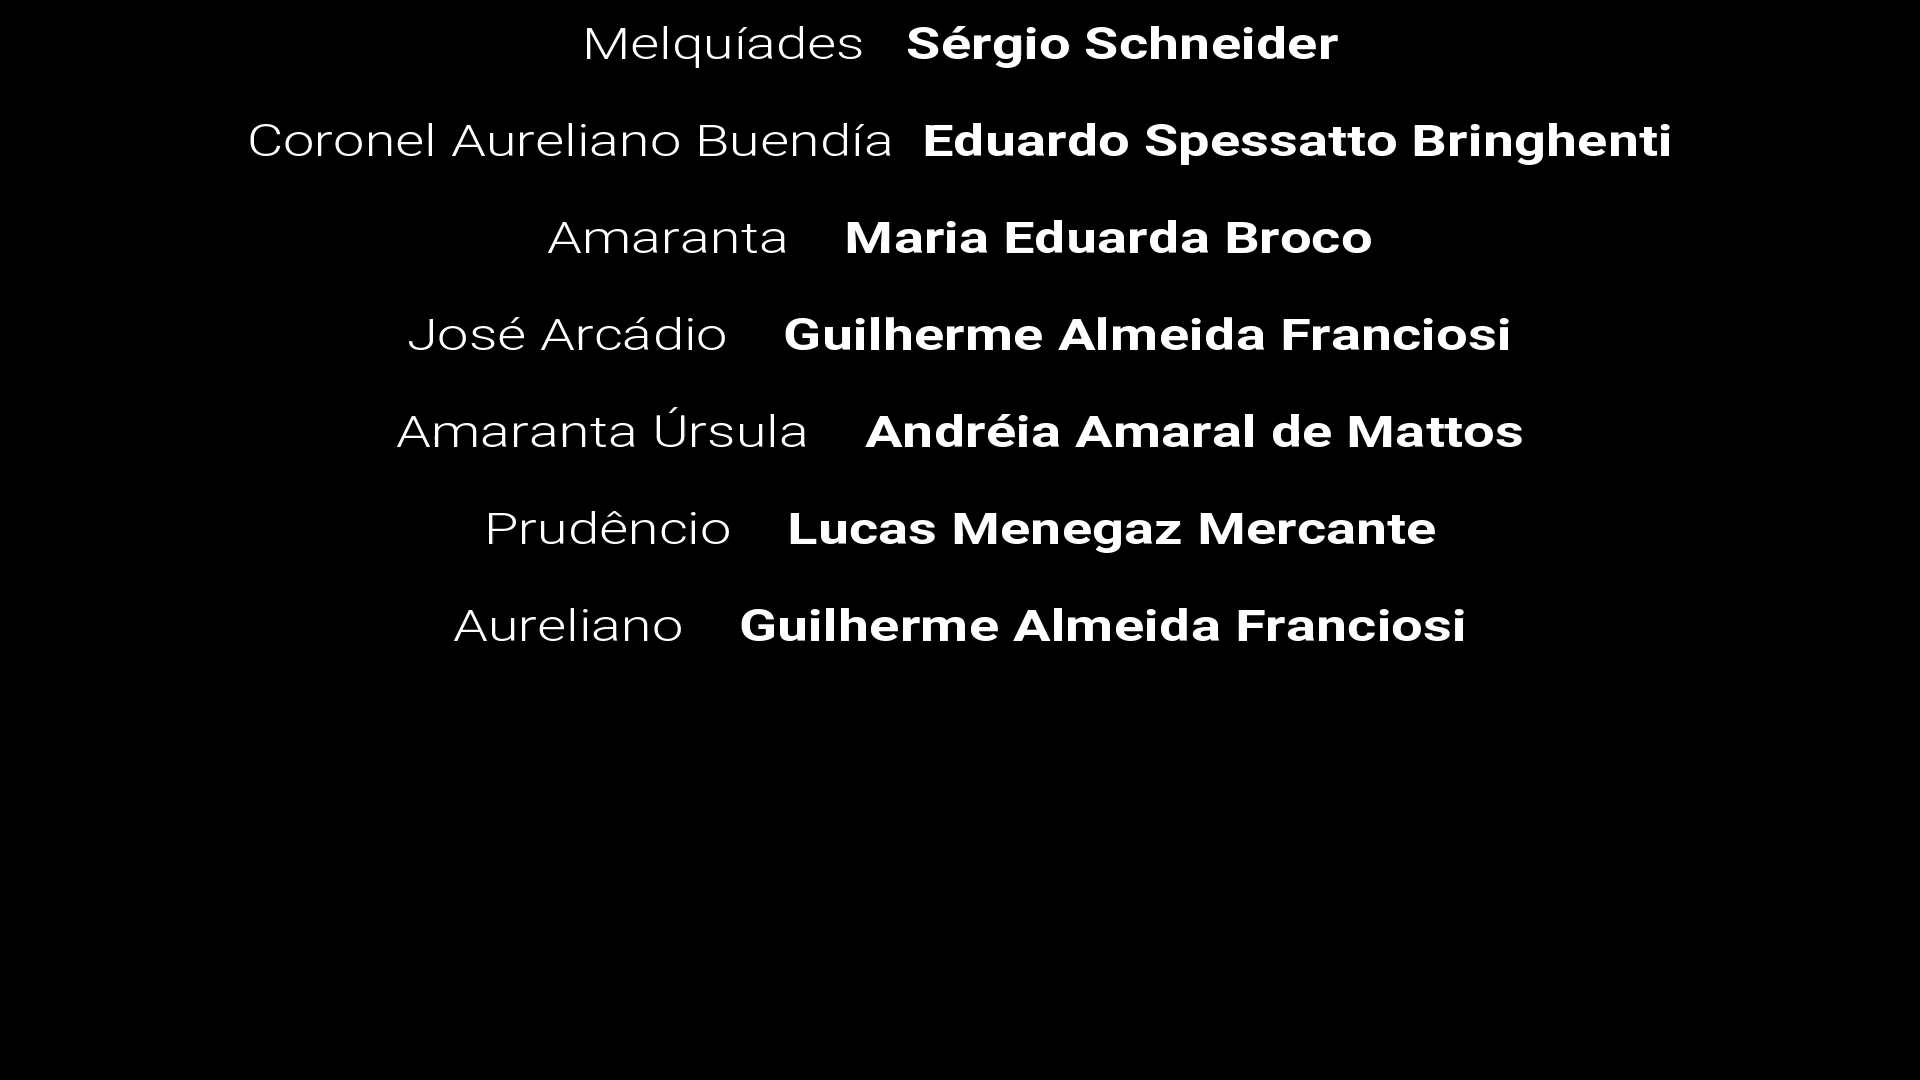 Melquíades Sérgio Schneider
Coronel Aureliano Buendía Eduardo Spessatto Bringhenti
Amaranta Maria Eduarda Broco
José Arcádio Guilherme Almeida Franciosi
Amaranta Úrsula Andréia Amaral de Mattos
Prudêncio Lucas Menegaz Mercante
Aureliano Guilherme Almeida Franciosi